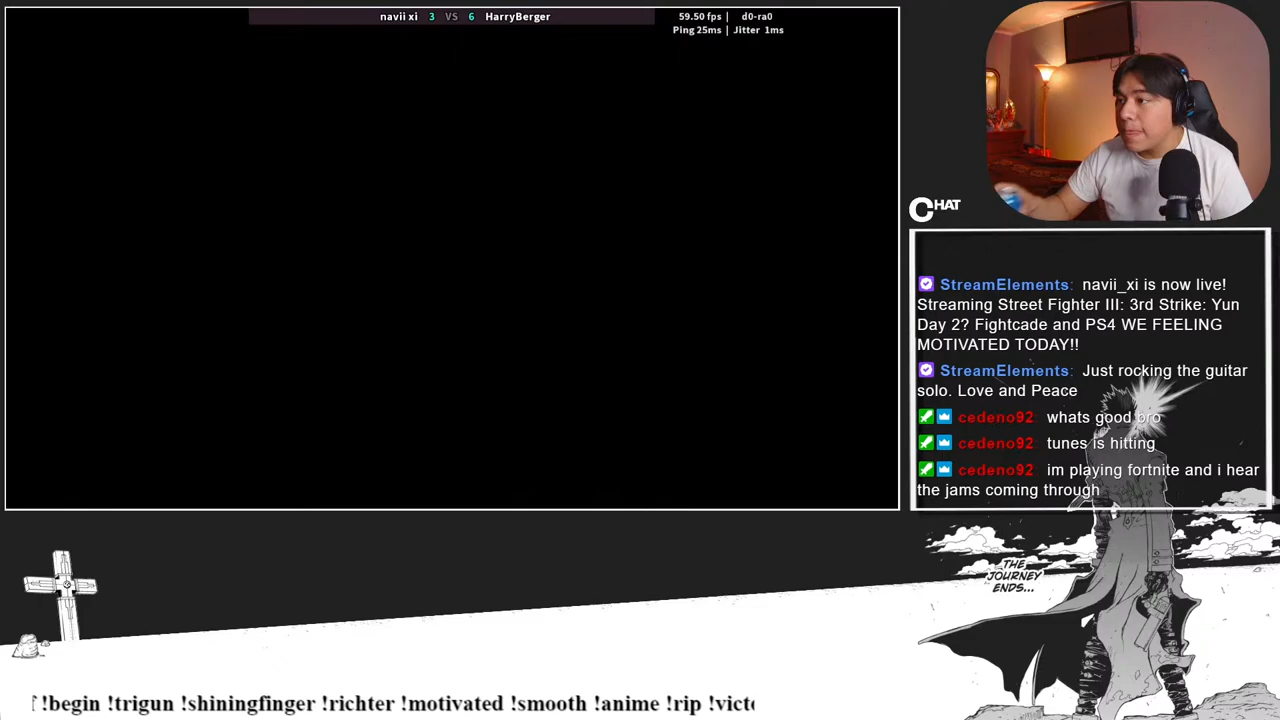 navii xi 3 VS 6 HarryBerger
59.50 fps | d0-ra0
Ping 25ms | Jitter 1ms
CHAT
StreamElements: navii_xi is now live!
Streaming Street Fighter III: 3rd Strike: Yun
Day 2? Fightcade and PS4 WE FEELING
MOTIVATED TODAY!!
StreamElements: Just rocking the guitar
solo. Love and Peace
cedeno92: whats good bro
cedeno92: tunes is hitting
cedeno92: im playing fortnite and i hear
the jams coming through
THE
JOURNEY
ENDS...
!begin !trigun !shiningfinger !richter !motivated !smooth !anime !rip